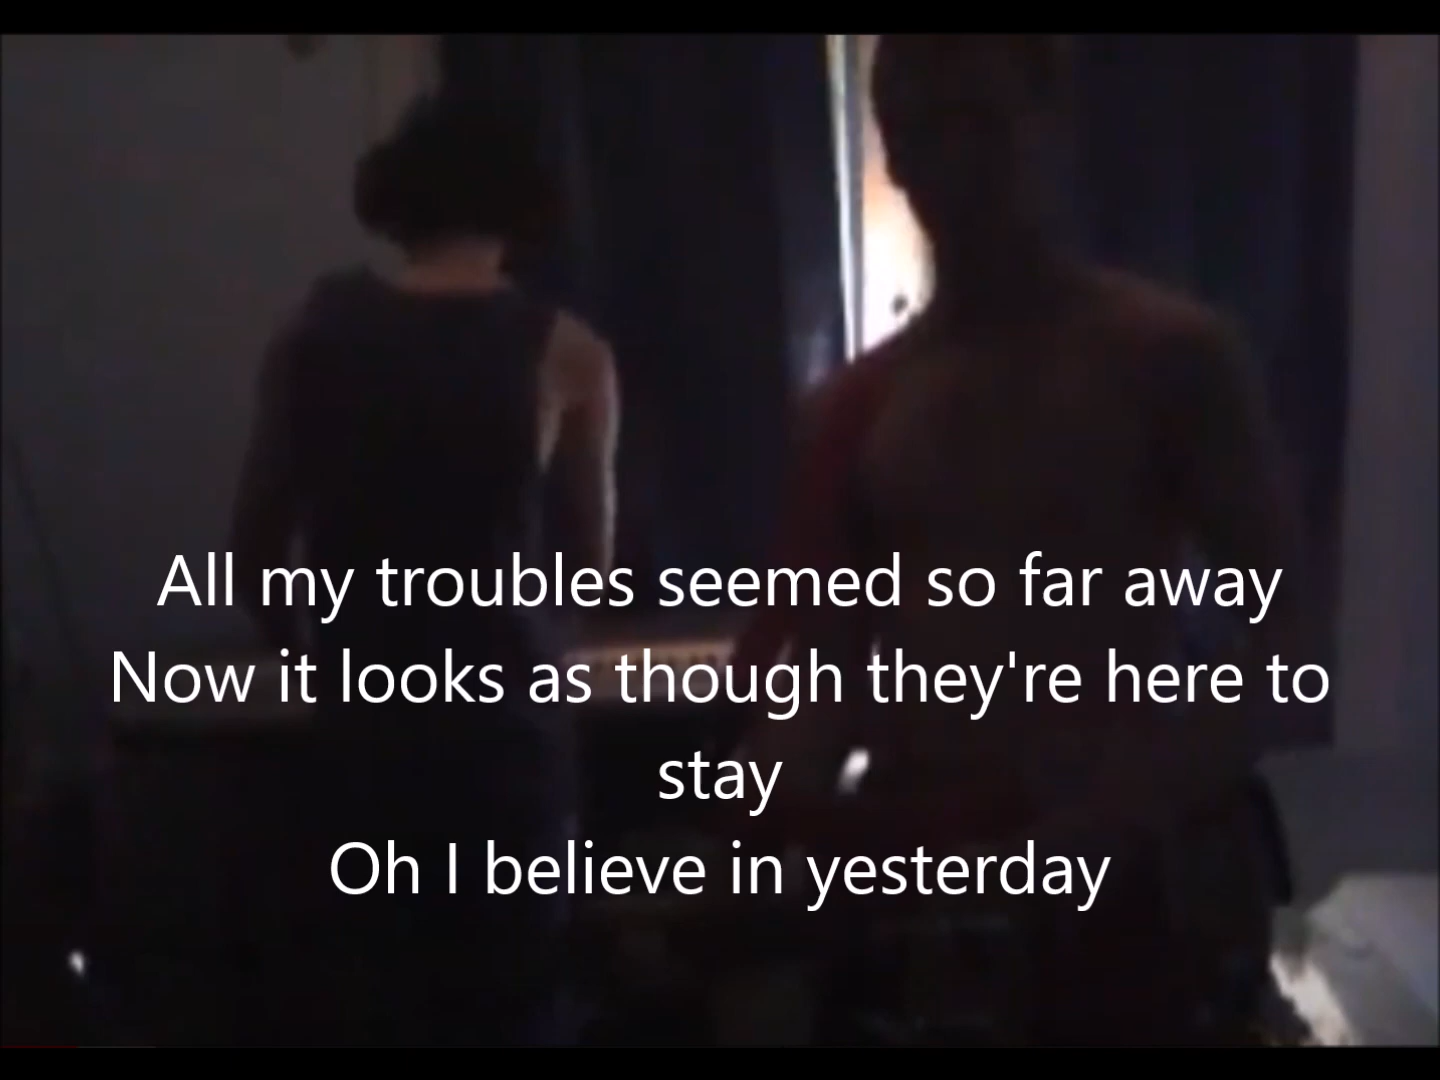 All my troubles seemed so far away
Now it looks as though they're here to
stay
Oh I believe in yesterday